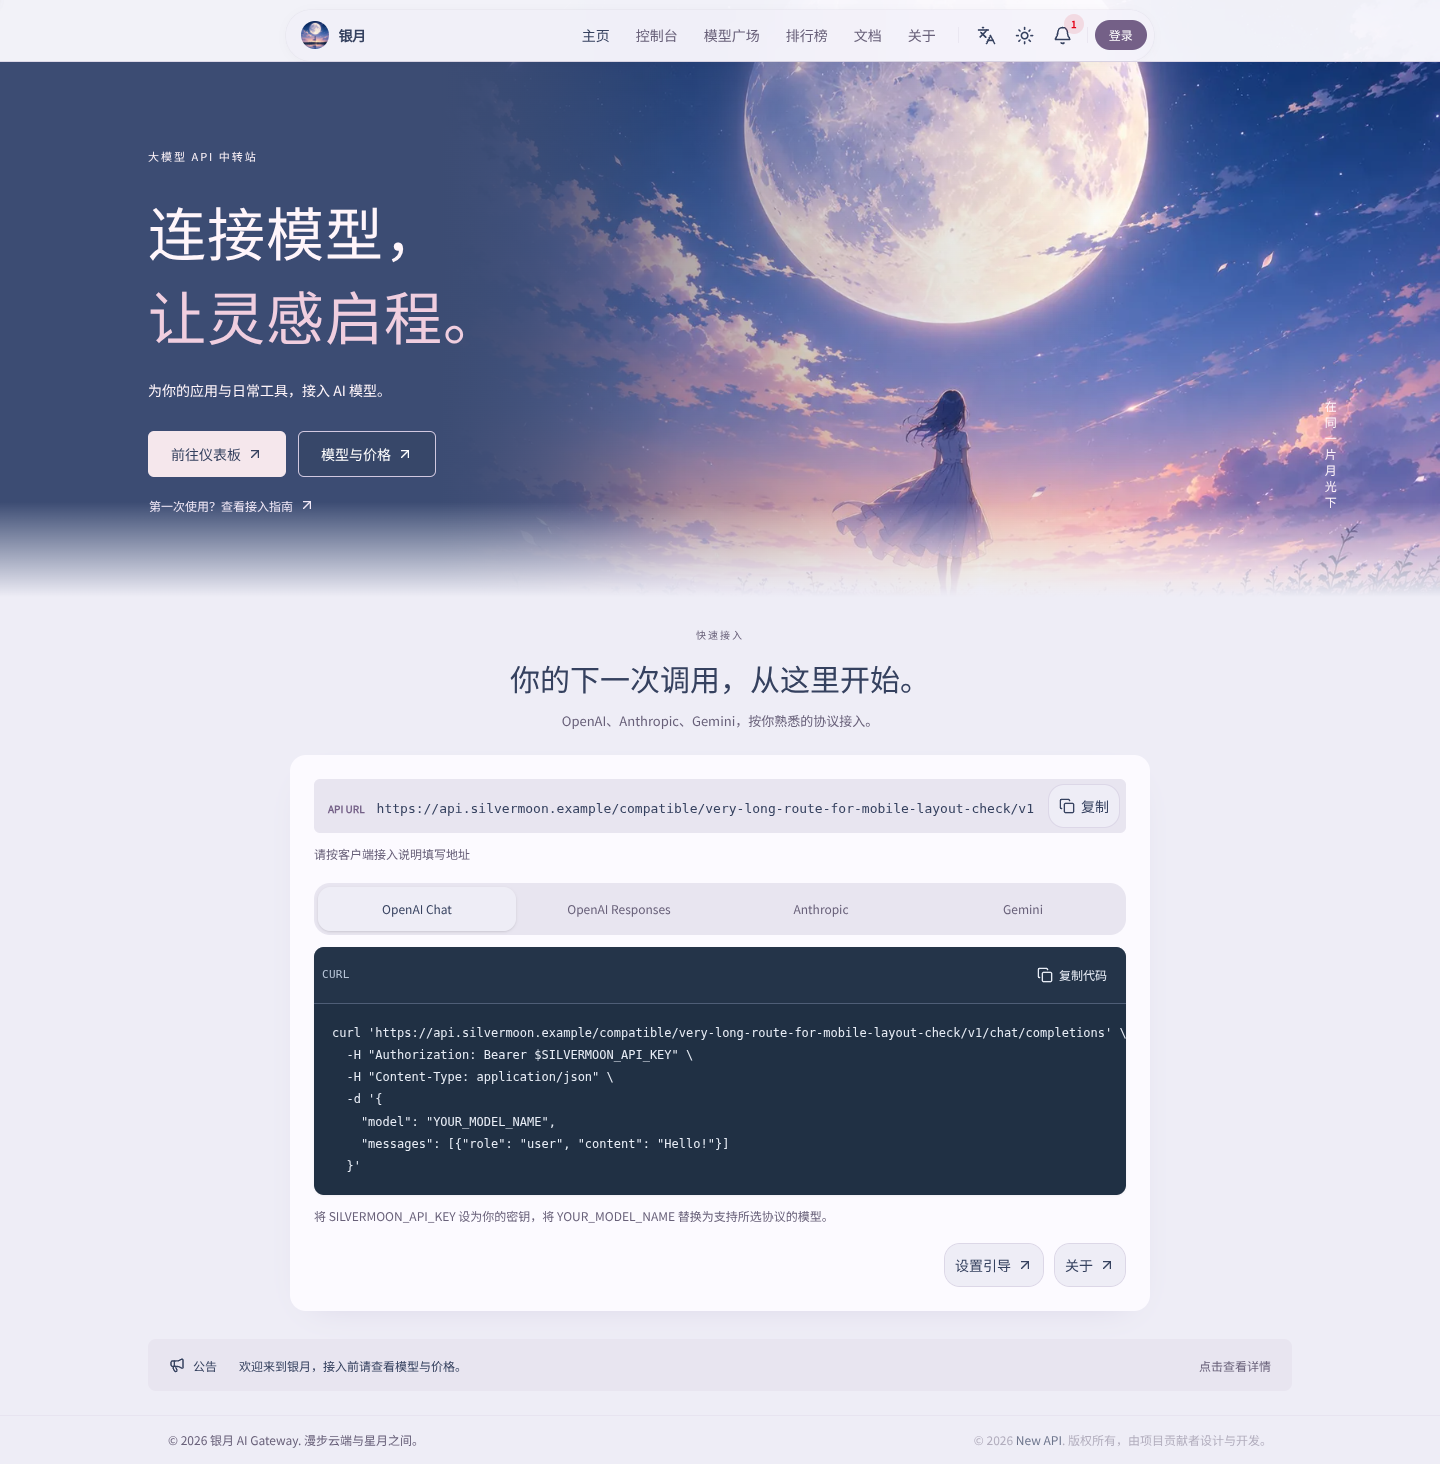 银月
主页 控制台 模型广场 排行榜 文档 关于 1 登录
大模型 API 中转站
连接模型，
让灵感启程。
为你的应用与日常工具，接入 AI 模型。
前往仪表板 模型与价格
第一次使用？查看接入指南
在同一片月光下
快速接入
你的下一次调用，从这里开始。
OpenAI、Anthropic、Gemini，按你熟悉的协议接入。
API URL https://api.silvermoon.example/compatible/very-long-route-for-mobile-layout-check/v1 复制
请按客户端接入说明填写地址
OpenAI Chat OpenAI Responses Anthropic Gemini
CURL 复制代码
curl 'https://api.silvermoon.example/compatible/very-long-route-for-mobile-layout-check/v1/chat/completions' \
-H "Authorization: Bearer $SILVERMOON_API_KEY" \
-H "Content-Type: application/json" \
-d '{
"model": "YOUR_MODEL_NAME",
"messages": [{"role": "user", "content": "Hello!"}]
}'
将 SILVERMOON_API_KEY 设为你的密钥，将 YOUR_MODEL_NAME 替换为支持所选协议的模型。
设置引导 关于
公告 欢迎来到银月，接入前请查看模型与价格。 点击查看详情
© 2026 银月 AI Gateway. 漫步云端与星月之间。 © 2026 New API. 版权所有，由项目贡献者设计与开发。